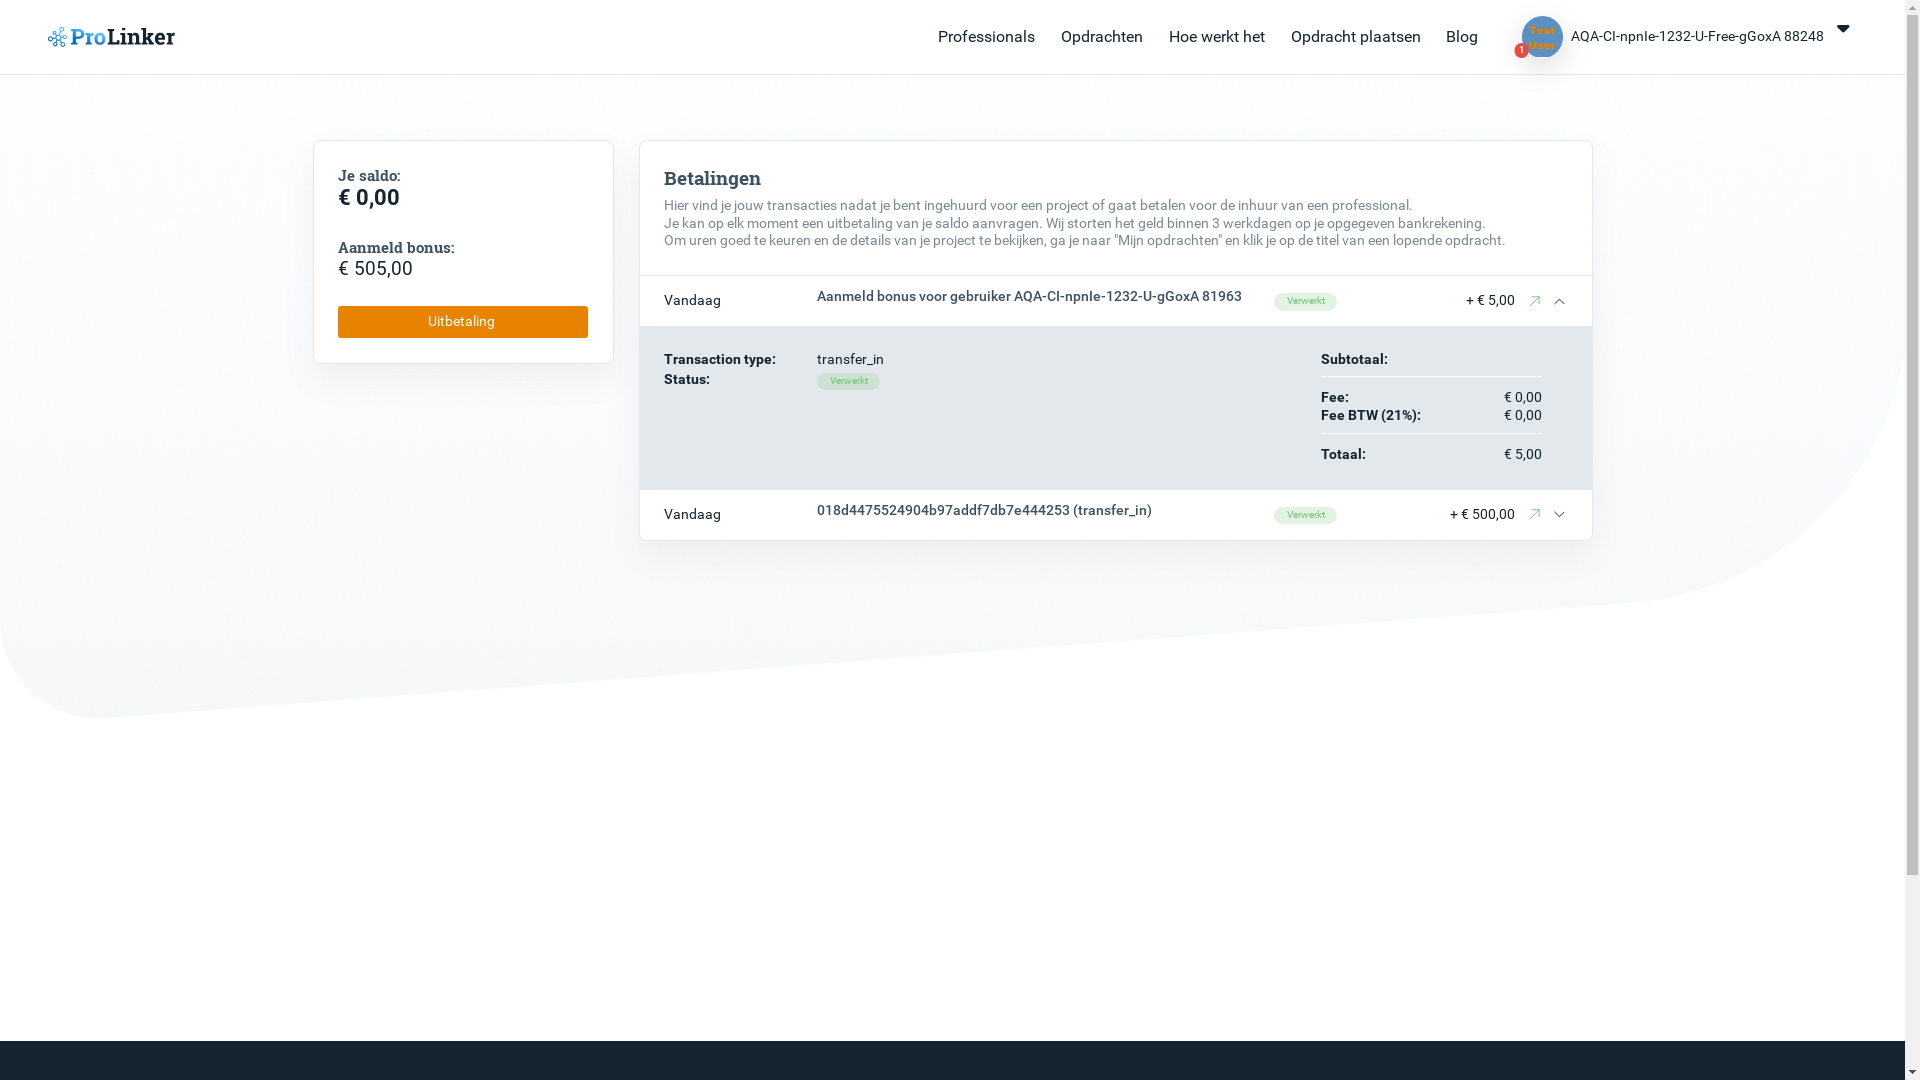 ProLinker
Professionals
Opdrachten
Hoe werkt het
Opdracht plaatsen
Blog
Test
User
1
AQA-CI-npnIe-1232-U-Free-gGoxA 88248
Je saldo:
€ 0,00
Aanmeld bonus:
€ 505,00
Uitbetaling
Betalingen
Hier vind je jouw transacties nadat je bent ingehuurd voor een project of gaat betalen voor de inhuur van een professional.
Je kan op elk moment een uitbetaling van je saldo aanvragen. Wij storten het geld binnen 3 werkdagen op je opgegeven bankrekening.
Om uren goed te keuren en de details van je project te bekijken, ga je naar "Mijn opdrachten" en klik je op de titel van een lopende opdracht.
Vandaag
Aanmeld bonus voor gebruiker AQA-CI-npnIe-1232-U-gGoxA 81963
Verwerkt
+ € 5,00
Transaction type:
transfer_in
Status:
Verwerkt
Subtotaal:
Fee:
€ 0,00
Fee BTW (21%):
€ 0,00
Totaal:
€ 5,00
Vandaag
018d4475524904b97addf7db7e444253 (transfer_in)
Verwerkt
+ € 500,00